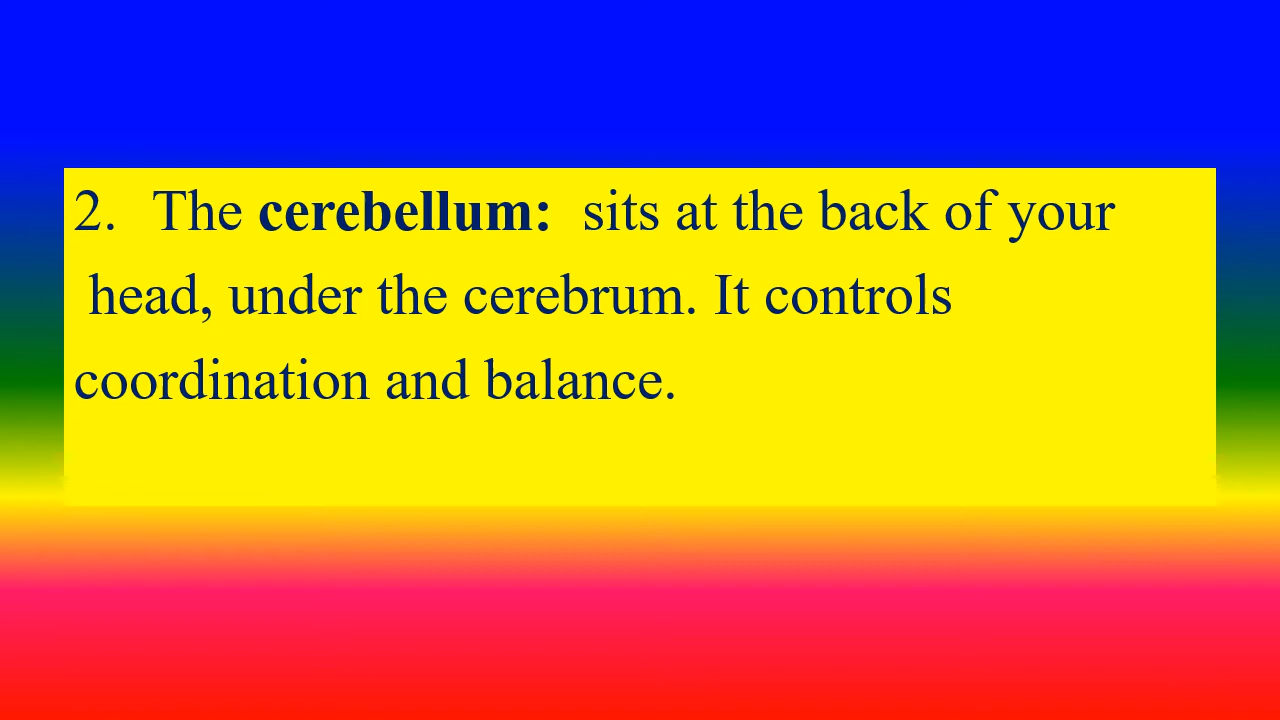 2. The cerebellum: sits at the back of your
head, under the cerebrum. It controls
coordination and balance.